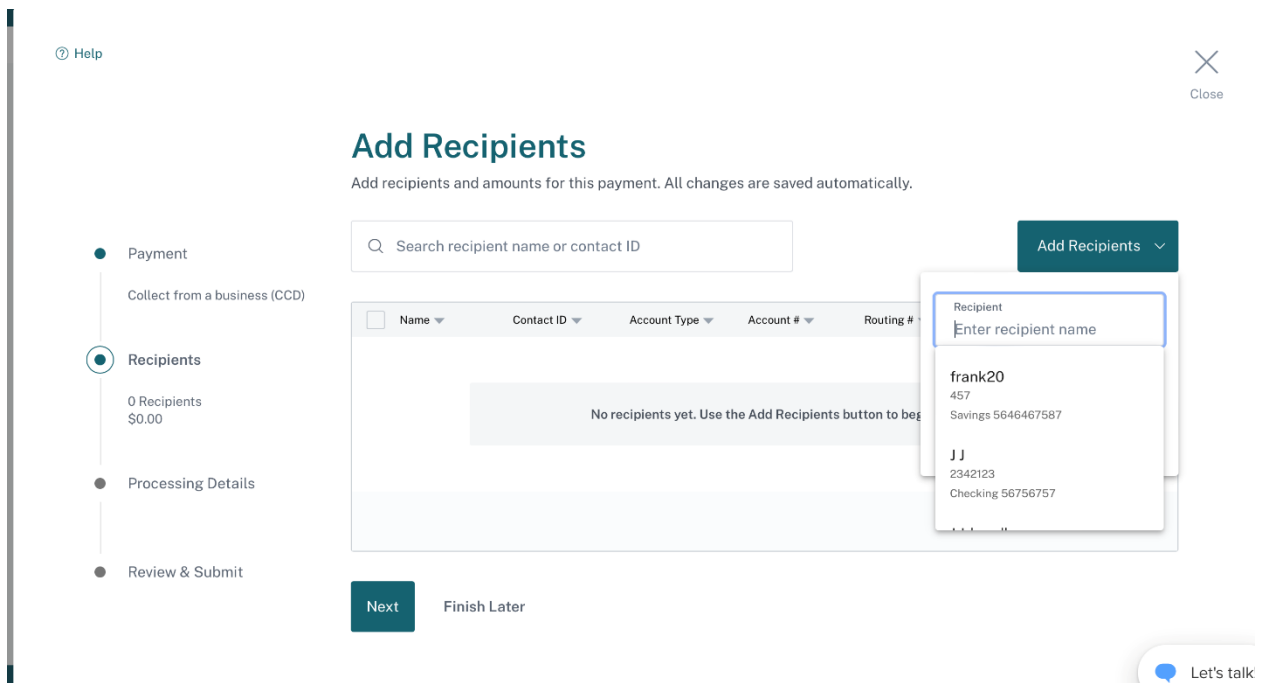 Help
Close
Add Recipients
Add recipients and amounts for this payment. All changes are saved automatically.
Payment
Collect from a business (CCD)
Recipients
0 Recipients
$0.00
Processing Details
Review & Submit
Search recipient name or contact ID
Add Recipients
Name Contact ID Account Type Account # Routing #
No recipients yet. Use the Add Recipients button to beg
Recipient
Enter recipient name
frank20
457
Savings 5646467587
J J
2342123
Checking 56756757
Next Finish Later
Let's talk